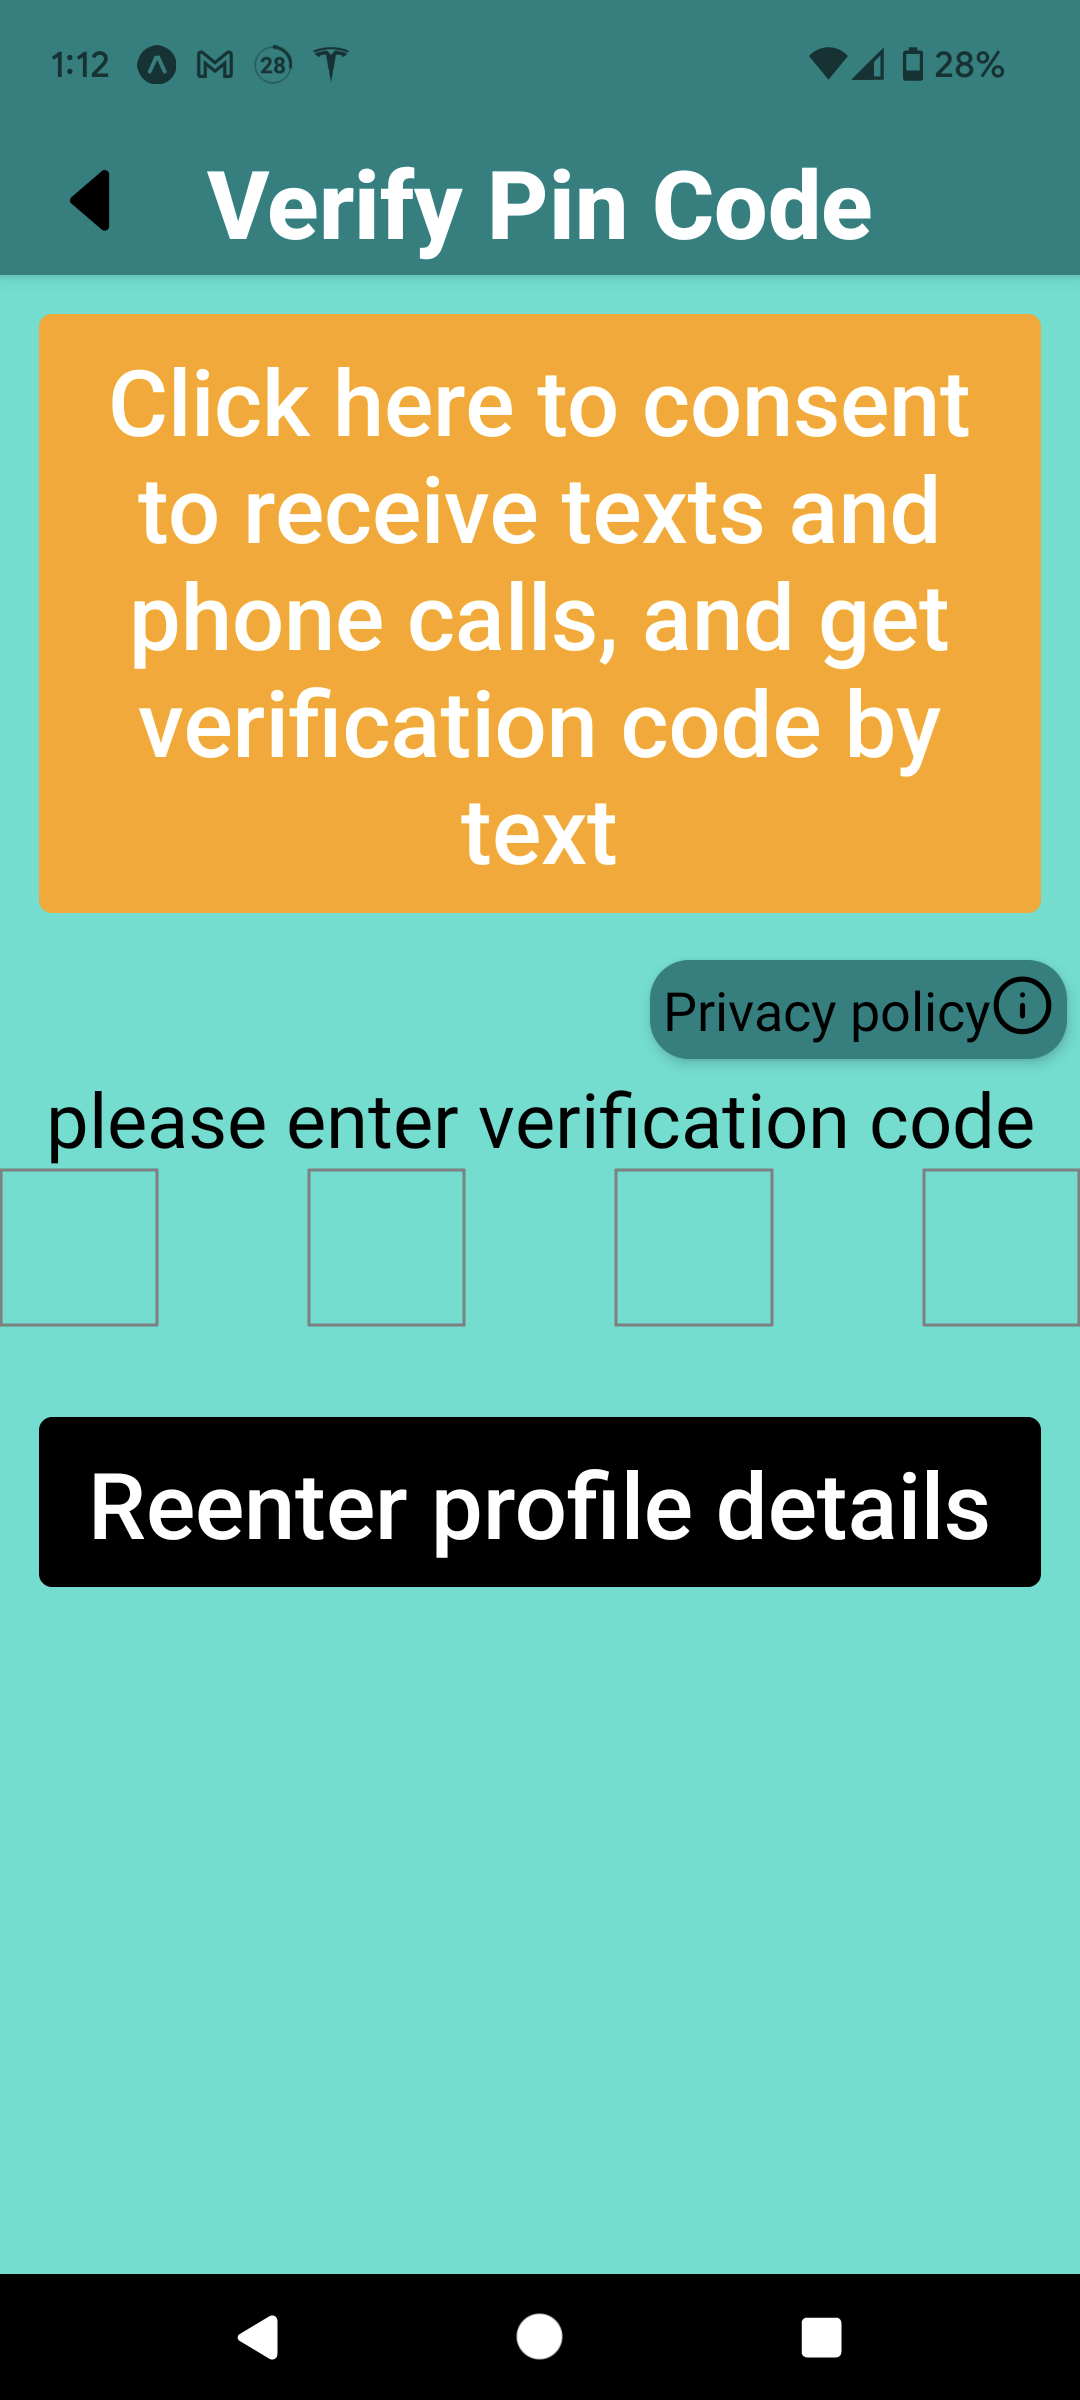 1:12 28 28%
Verify Pin Code
Click here to consent
to receive texts and
phone calls, and get
verification code by
text
Privacy policy
please enter verification code
Reenter profile details